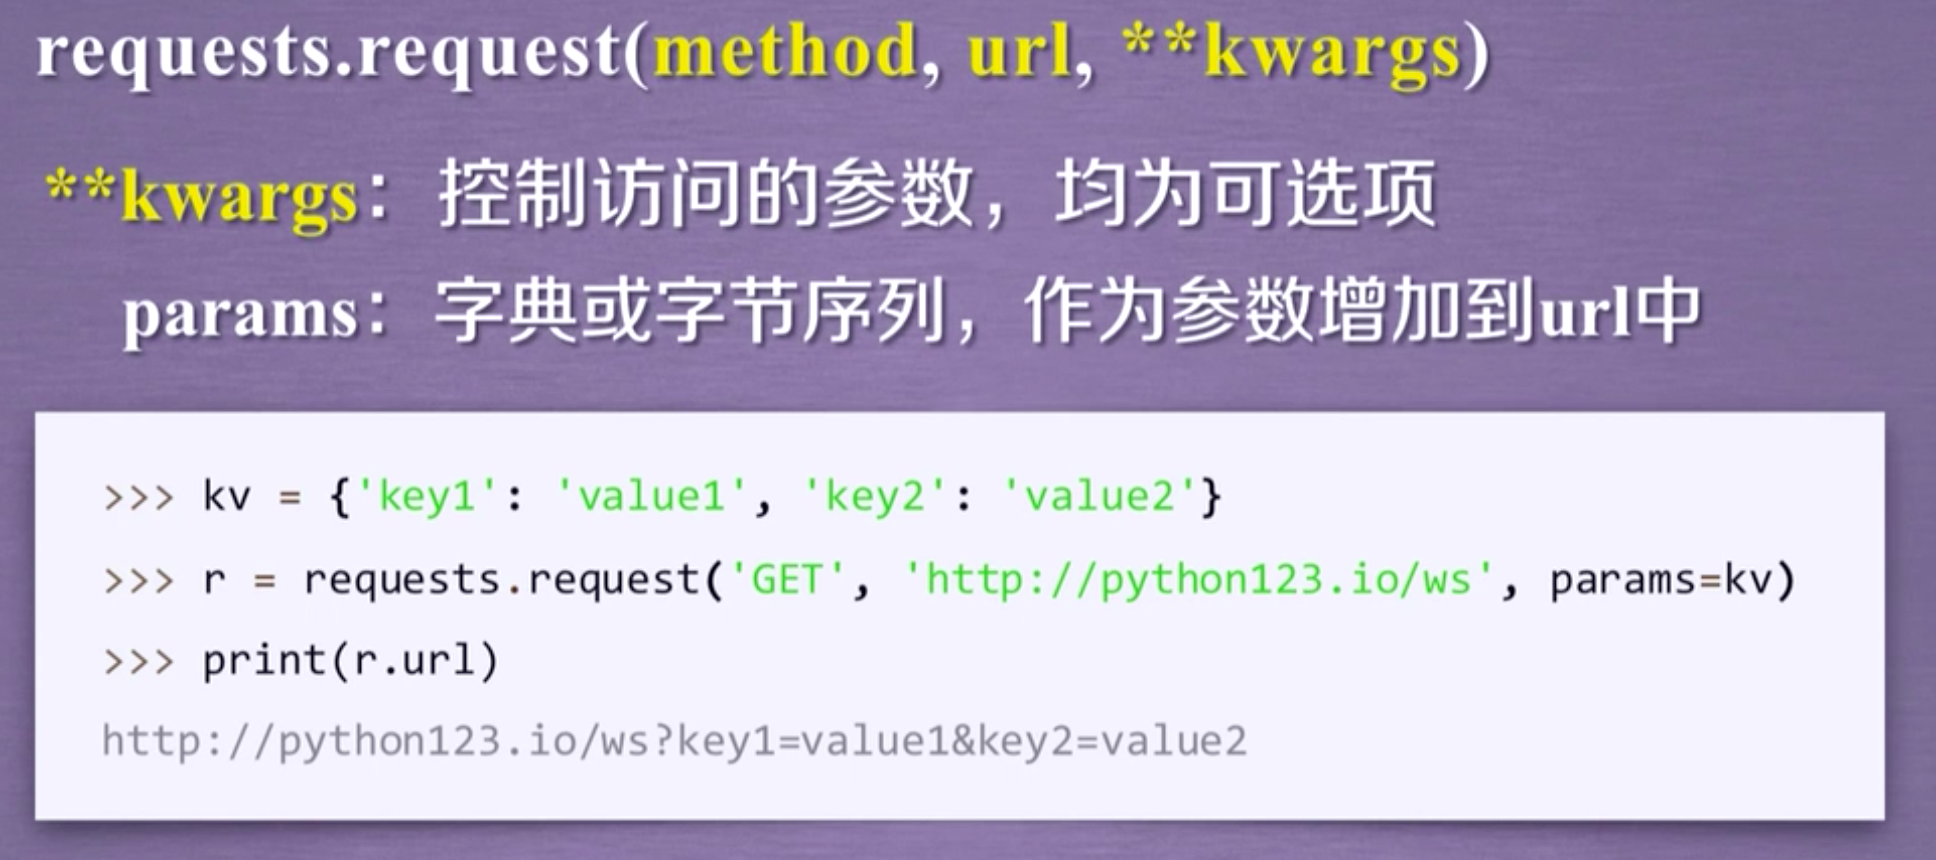 requests.request(method, url, **kwargs)
**kwargs：控制访问的参数，均为可选项
params：字典或字节序列，作为参数增加到url中
>>> kv = {'key1': 'value1', 'key2': 'value2'}
>>> r = requests.request('GET', 'http://python123.io/ws', params=kv)
>>> print(r.url)
http://python123.io/ws?key1=value1&key2=value2